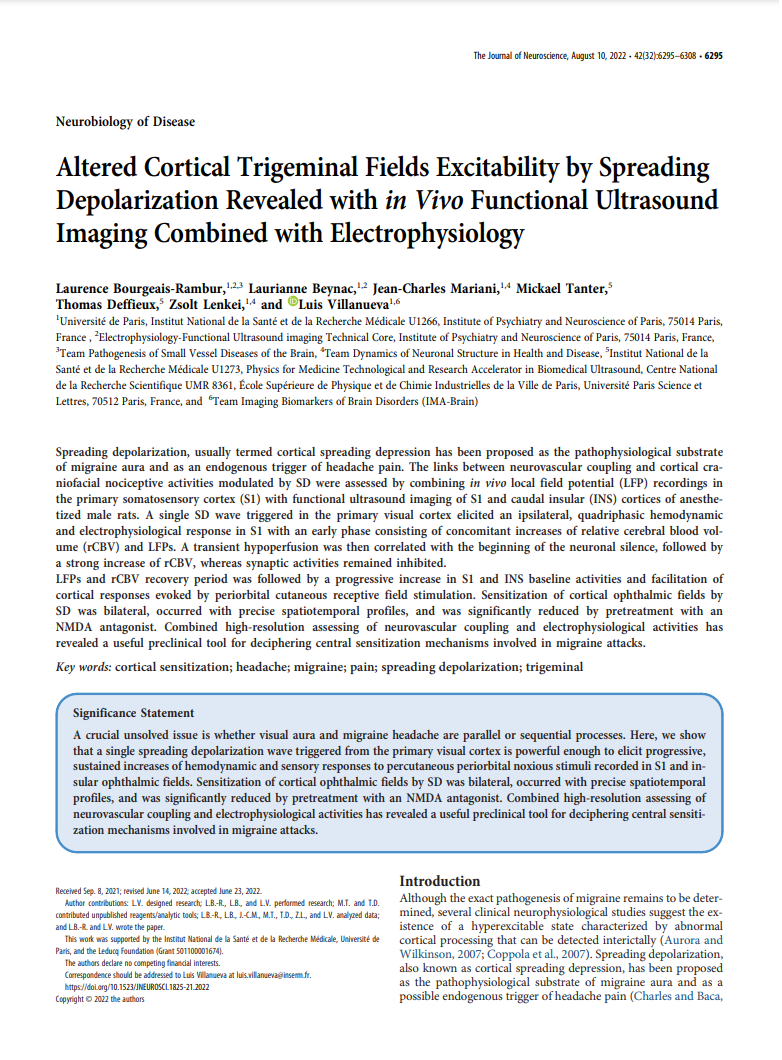 The Journal of Neuroscience, August 10, 2022 • 42(32):6295–6308 • 6295
Neurobiology of Disease
Altered Cortical Trigeminal Fields Excitability by Spreading
Depolarization Revealed with in Vivo Functional Ultrasound
Imaging Combined with Electrophysiology
Laurence Bourgeais-Rambur,1,2,3 Laurianne Beynac,1,2 Jean-Charles Mariani,1,4 Mickael Tanter,5
Thomas Deffieux,5 Zsolt Lenkei,1,4 and iD Luis Villanueva1,6
1Université de Paris, Institut National de la Santé et de la Recherche Médicale U1266, Institute of Psychiatry and Neuroscience of Paris, 75014 Paris,
France , 2Electrophysiology-Functional Ultrasound imaging Technical Core, Institute of Psychiatry and Neuroscience of Paris, 75014 Paris, France,
3Team Pathogenesis of Small Vessel Diseases of the Brain, 4Team Dynamics of Neuronal Structure in Health and Disease, 5Institut National de la
Santé et de la Recherche Médicale U1273, Physics for Medicine Technological and Research Accelerator in Biomedical Ultrasound, Centre National
de la Recherche Scientifique UMR 8361, École Supérieure de Physique et de Chimie Industrielles de la Ville de Paris, Université Paris Science et
Lettres, 70512 Paris, France, and 6Team Imaging Biomarkers of Brain Disorders (IMA-Brain)
Spreading depolarization, usually termed cortical spreading depression has been proposed as the pathophysiological substrate
of migraine aura and as an endogenous trigger of headache pain. The links between neurovascular coupling and cortical cra-
niofacial nociceptive activities modulated by SD were assessed by combining in vivo local field potential (LFP) recordings in
the primary somatosensory cortex (S1) with functional ultrasound imaging of S1 and caudal insular (INS) cortices of anesthe-
tized male rats. A single SD wave triggered in the primary visual cortex elicited an ipsilateral, quadriphasic hemodynamic
and electrophysiological response in S1 with an early phase consisting of concomitant increases of relative cerebral blood vol-
ume (rCBV) and LFPs. A transient hypoperfusion was then correlated with the beginning of the neuronal silence, followed by
a strong increase of rCBV, whereas synaptic activities remained inhibited.
LFPs and rCBV recovery period was followed by a progressive increase in S1 and INS baseline activities and facilitation of
cortical responses evoked by periorbital cutaneous receptive field stimulation. Sensitization of cortical ophthalmic fields by
SD was bilateral, occurred with precise spatiotemporal profiles, and was significantly reduced by pretreatment with an
NMDA antagonist. Combined high-resolution assessing of neurovascular coupling and electrophysiological activities has
revealed a useful preclinical tool for deciphering central sensitization mechanisms involved in migraine attacks.
Key words: cortical sensitization; headache; migraine; pain; spreading depolarization; trigeminal
Significance Statement
A crucial unsolved issue is whether visual aura and migraine headache are parallel or sequential processes. Here, we show
that a single spreading depolarization wave triggered from the primary visual cortex is powerful enough to elicit progressive,
sustained increases of hemodynamic and sensory responses to percutaneous periorbital noxious stimuli recorded in S1 and in-
sular ophthalmic fields. Sensitization of cortical ophthalmic fields by SD was bilateral, occurred with precise spatiotemporal
profiles, and was significantly reduced by pretreatment with an NMDA antagonist. Combined high-resolution assessing of
neurovascular coupling and electrophysiological activities has revealed a useful preclinical tool for deciphering central sensiti-
zation mechanisms involved in migraine attacks.
Received Sep. 8, 2021; revised June 14, 2022; accepted June 23, 2022.
Author contributions: L.V. designed research; L.B.-R., L.B., and L.V. performed research; M.T. and T.D.
contributed unpublished reagents/analytic tools; L.B.-R., L.B., J.-C.M., M.T., T.D., Z.L., and L.V. analyzed data;
and L.B.-R. and L.V. wrote the paper.
This work was supported by the Institut National de la Santé et de la Recherche Médicale, Université de
Paris, and the Leducq Foundation (Grant 501100001674).
The authors declare no competing financial interests.
Correspondence should be addressed to Luis Villanueva at luis.villanueva@inserm.fr.
https://doi.org/10.1523/JNEUROSCI.1825-21.2022
Copyright © 2022 the authors
Introduction
Although the exact pathogenesis of migraine remains to be deter-
mined, several clinical neurophysiological studies suggest the ex-
istence of a hyperexcitable state characterized by abnormal
cortical processing that can be detected interictally (Aurora and
Wilkinson, 2007; Coppola et al., 2007). Spreading depolarization,
also known as cortical spreading depression, has been proposed
as the pathophysiological substrate of migraine aura and as a
possible endogenous trigger of headache pain (Charles and Baca,